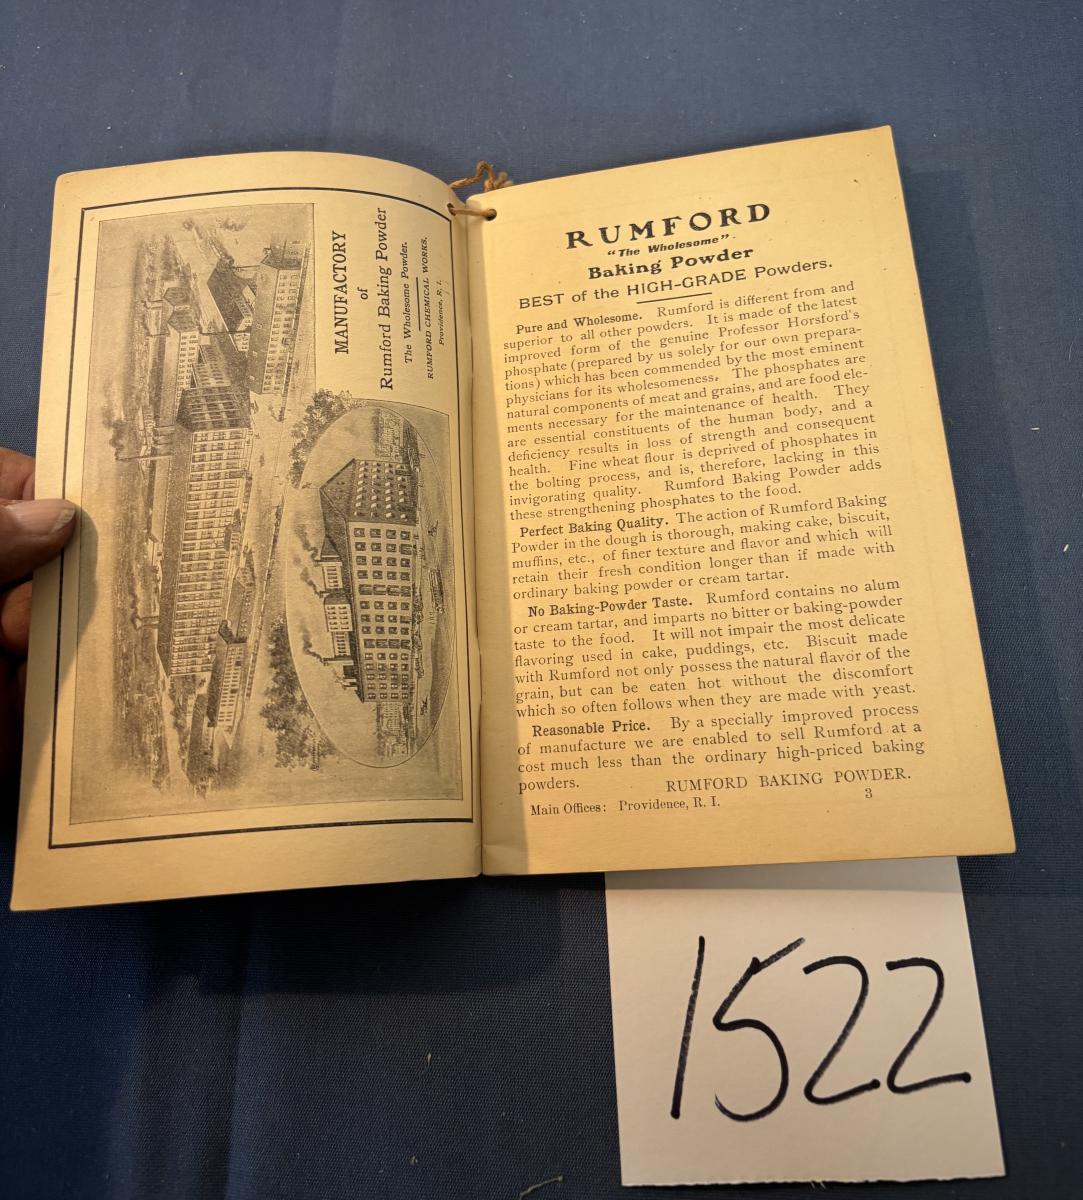 MANUFACTORY
of
Rumford Baking Powder
The Wholesome Powder.
RUMFORD CHEMICAL WORKS,
Providence, R. I.
RUMFORD
"The Wholesome"
Baking Powder
BEST of the HIGH-GRADE Powders.
Pure and Wholesome. Rumford is different from and
superior to all other powders. It is made of the latest
improved form of the genuine Professor Horsford's
phosphate (prepared by us solely for our own prepara-
tions) which has been commended by the most eminent
physicians for its wholesomeness. The phosphates are
natural components of meat and grains, and are food ele-
ments necessary for the maintenance of health. They
are essential constituents of the human body, and a
deficiency results in loss of strength and consequent
health. Fine wheat flour is deprived of phosphates in
the bolting process, and is, therefore, lacking in this
invigorating quality. Rumford Baking Powder adds
these strengthening phosphates to the food.
Perfect Baking Quality. The action of Rumford Baking
Powder in the dough is thorough, making cake, biscuit,
muffins, etc., of finer texture and flavor and which will
retain their fresh condition longer than if made with
ordinary baking powder or cream tartar.
No Baking-Powder Taste. Rumford contains no alum
or cream tartar, and imparts no bitter or baking-powder
taste to the food. It will not impair the most delicate
flavoring used in cake, puddings, etc. Biscuit made
with Rumford not only possess the natural flavor of the
grain, but can be eaten hot without the discomfort
which so often follows when they are made with yeast.
Reasonable Price. By a specially improved process
of manufacture we are enabled to sell Rumford at a
cost much less than the ordinary high-priced baking
powders. RUMFORD BAKING POWDER.
Main Offices: Providence, R. I. 3
1522